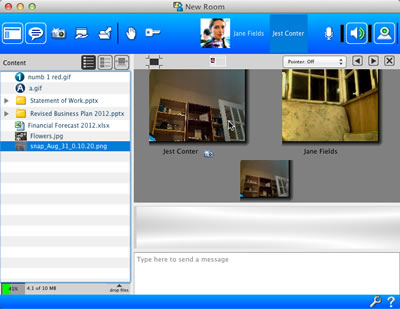 New Room
Jane Fields
Jest Conter
Content
Pointer: Off
1 numb 1 red.gif
A a.gif
Statement of Work.pptx
Revised Business Plan 2012.pptx
Financial Forecast 2012.xlsx
Flowers.jpg
snap_Aug_31_0.10.20.png
Jest Conter
Jane Fields
Type here to send a message
41%
4.1 of 10 MB
drop files
?